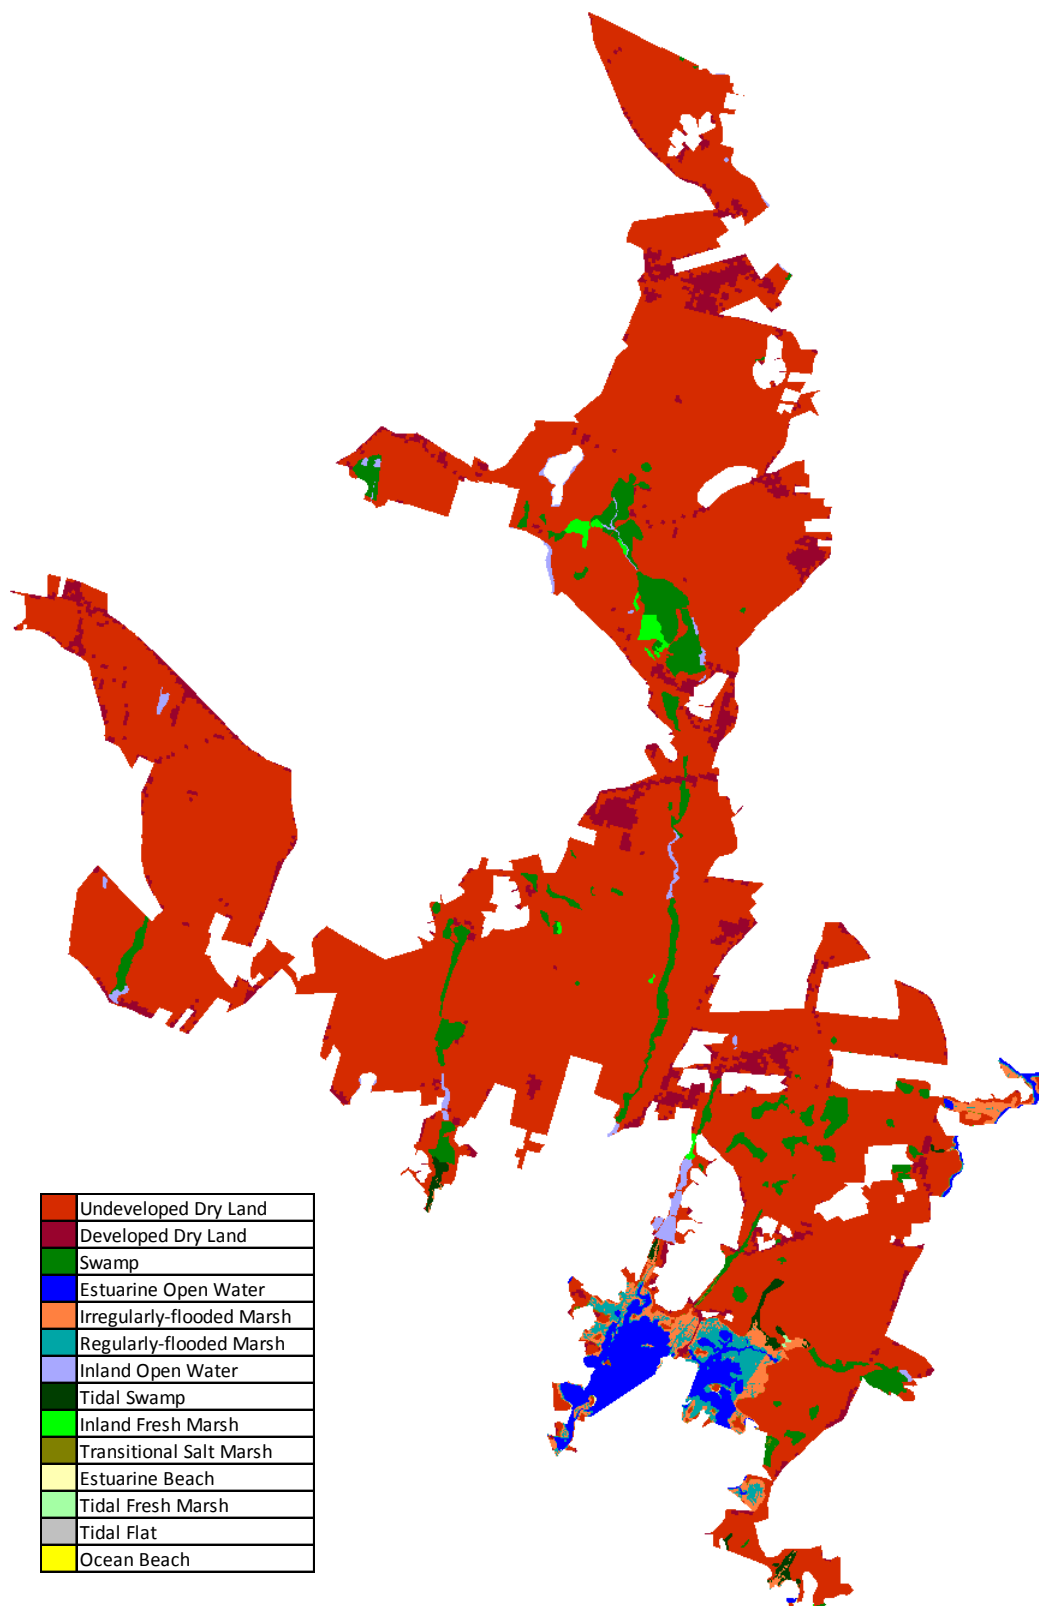 Undeveloped Dry Land
Developed Dry Land
Swamp
Estuarine Open Water
Irregularly-flooded Marsh
Regularly-flooded Marsh
Inland Open Water
Tidal Swamp
Inland Fresh Marsh
Transitional Salt Marsh
Estuarine Beach
Tidal Fresh Marsh
Tidal Flat
Ocean Beach